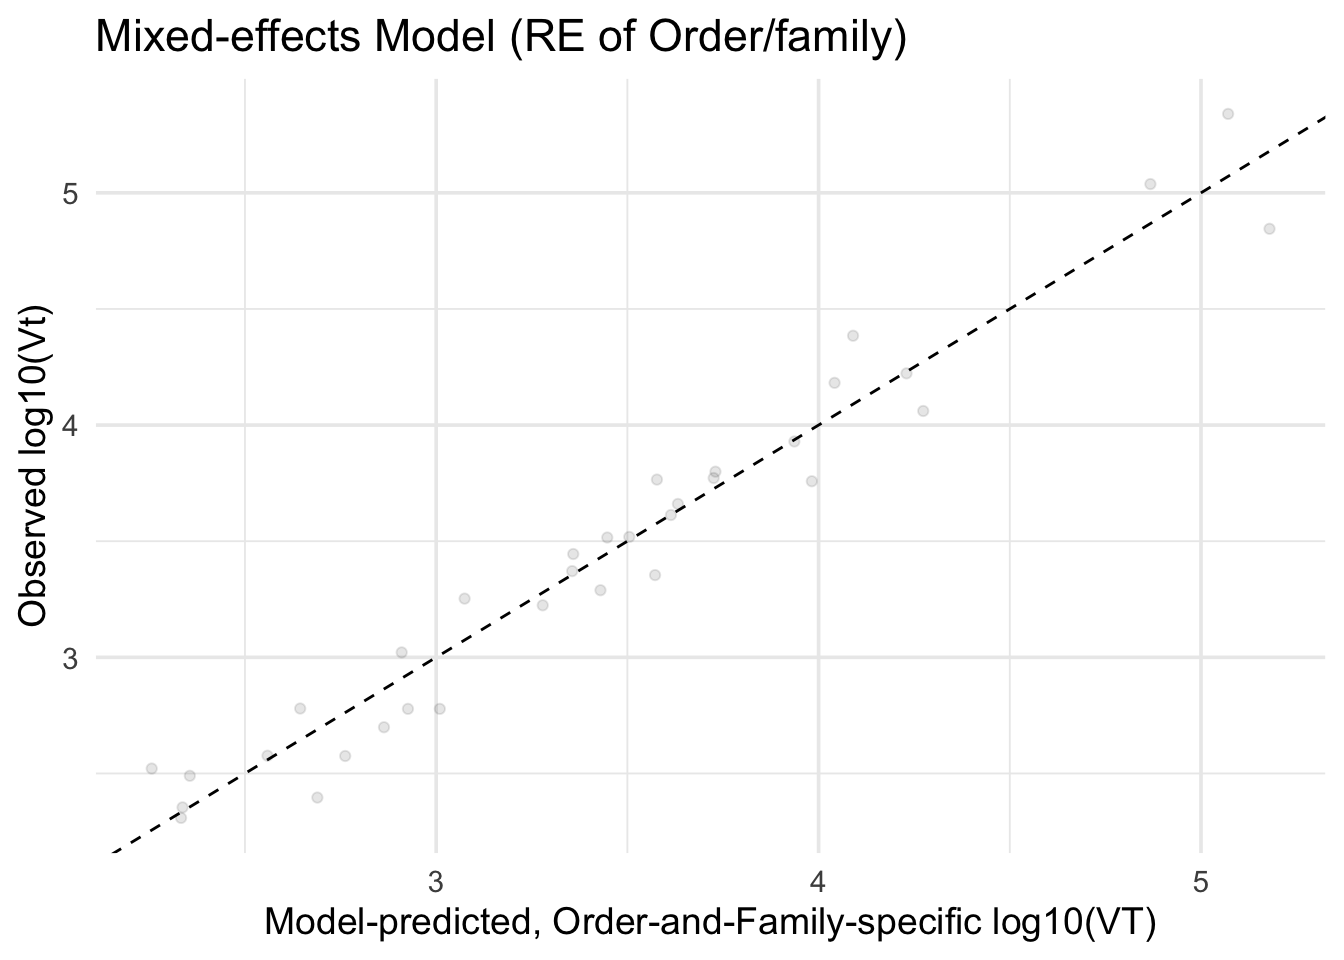 Mixed-effects Model (RE of Order/family)
Observed log10(Vt)
5
4
3
3 4 5
Model-predicted, Order-and-Family-specific log10(VT)